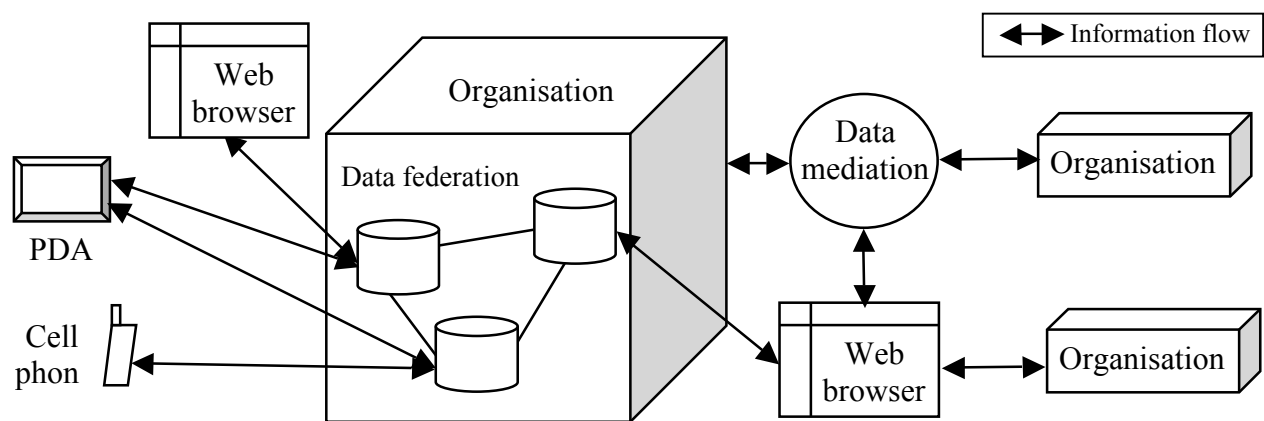 Web
browser
Organisation
Information flow
Data federation
Data
mediation
Organisation
PDA
Cell
phon
Web
browser
Organisation